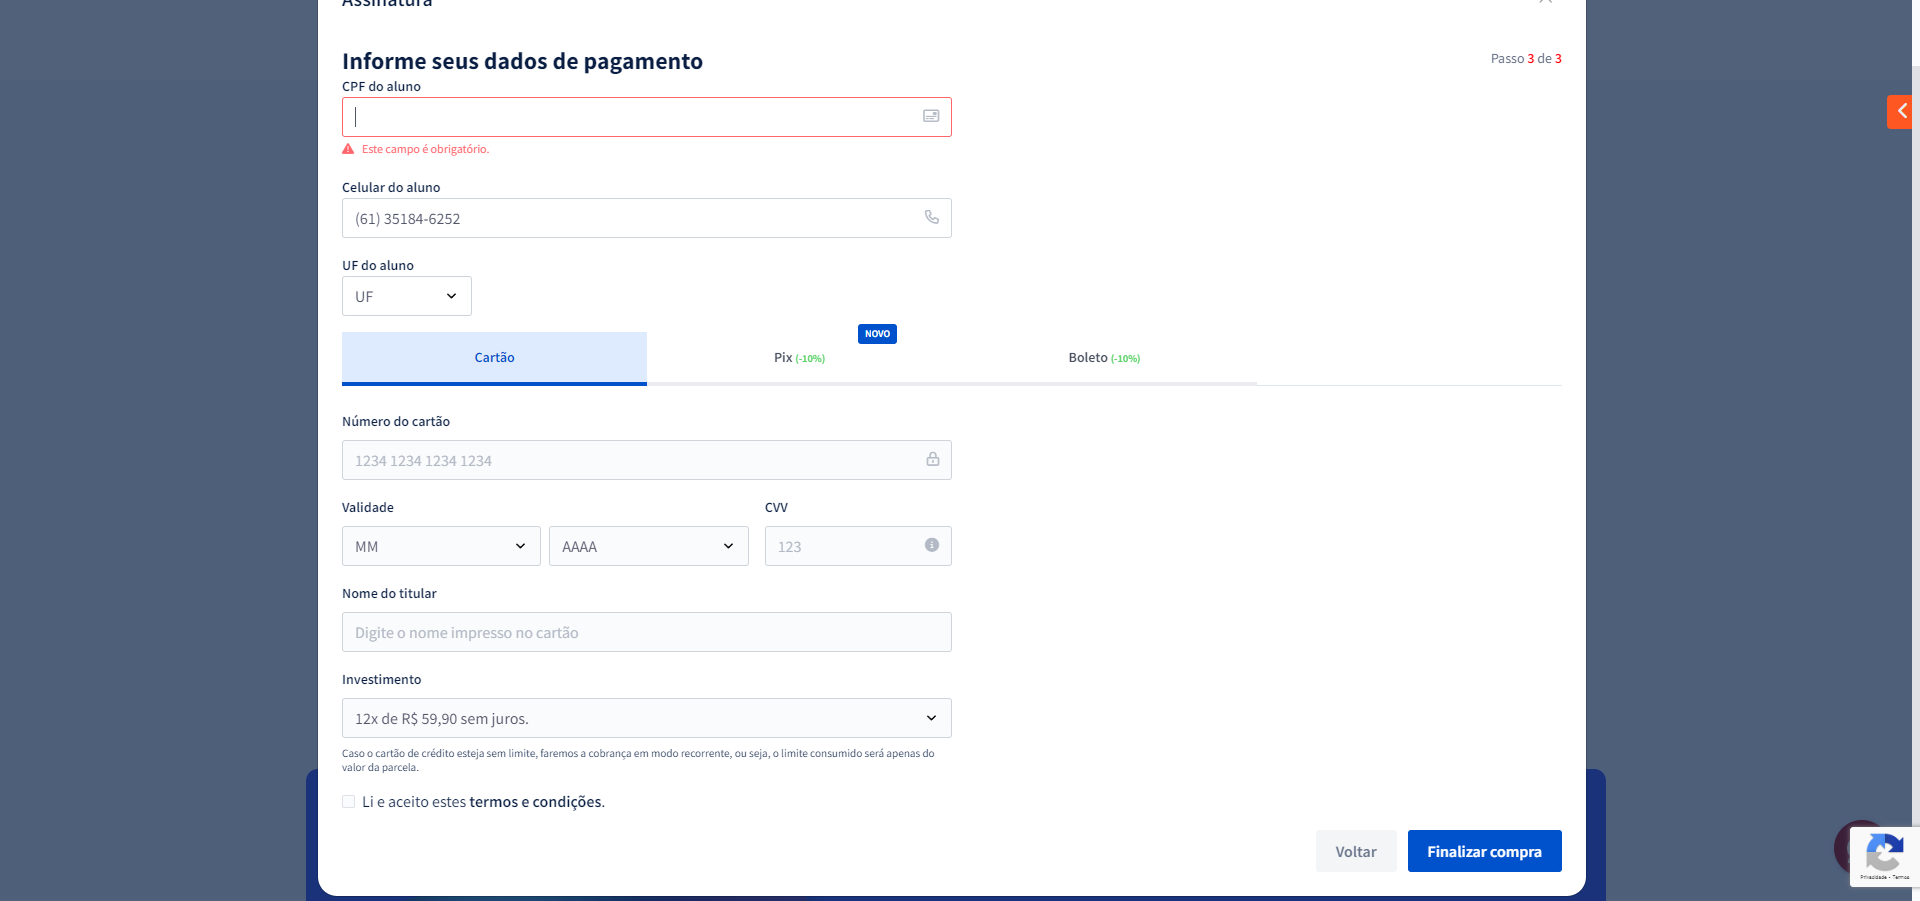 Assinatura
Informe seus dados de pagamento
Passo 3 de 3
CPF do aluno
Este campo é obrigatório.
Celular do aluno
(61) 35184-6252
UF do aluno
UF
NOVO
Cartão
Pix (-10%)
Boleto (-10%)
Número do cartão
1234 1234 1234 1234
Validade
CVV
MM
AAAA
123
Nome do titular
Digite o nome impresso no cartão
Investimento
12x de R$ 59,90 sem juros.
Caso o cartão de crédito esteja sem limite, faremos a cobrança em modo recorrente, ou seja, o limite consumido será apenas do
valor da parcela.
Li e aceito estes termos e condições.
Voltar
Finalizar compra
Privacidade - Termos